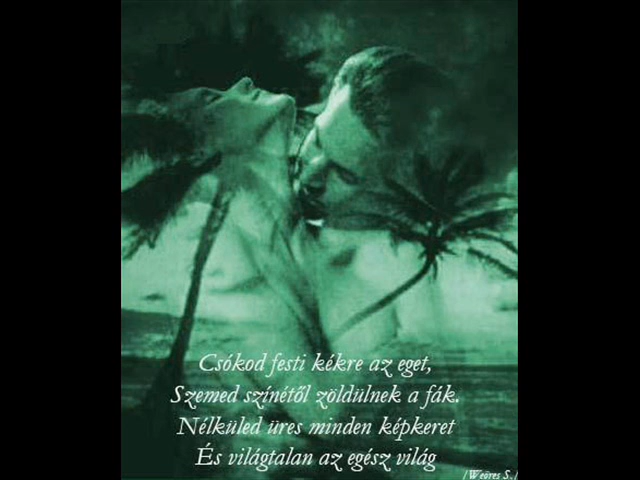 Csókod festi kékre az eget,
Szemed színétől zöldülnek a fák.
Nélküled üres minden képkeret
És világtalan az egész világ
/Weöres S./